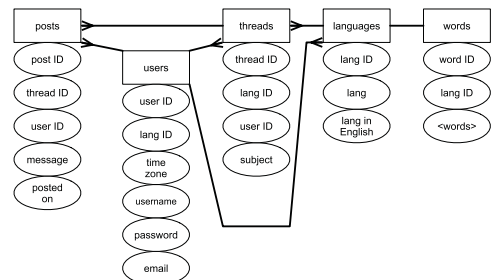 posts
post ID
thread ID
user ID
message
posted
on
users
user ID
lang ID
time
zone
username
password
email
threads
thread ID
lang ID
user ID
subject
languages
lang ID
lang
lang in
English
words
word ID
lang ID
<words>